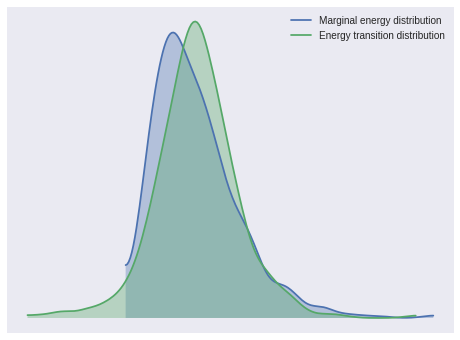 Marginal energy distribution
Energy transition distribution